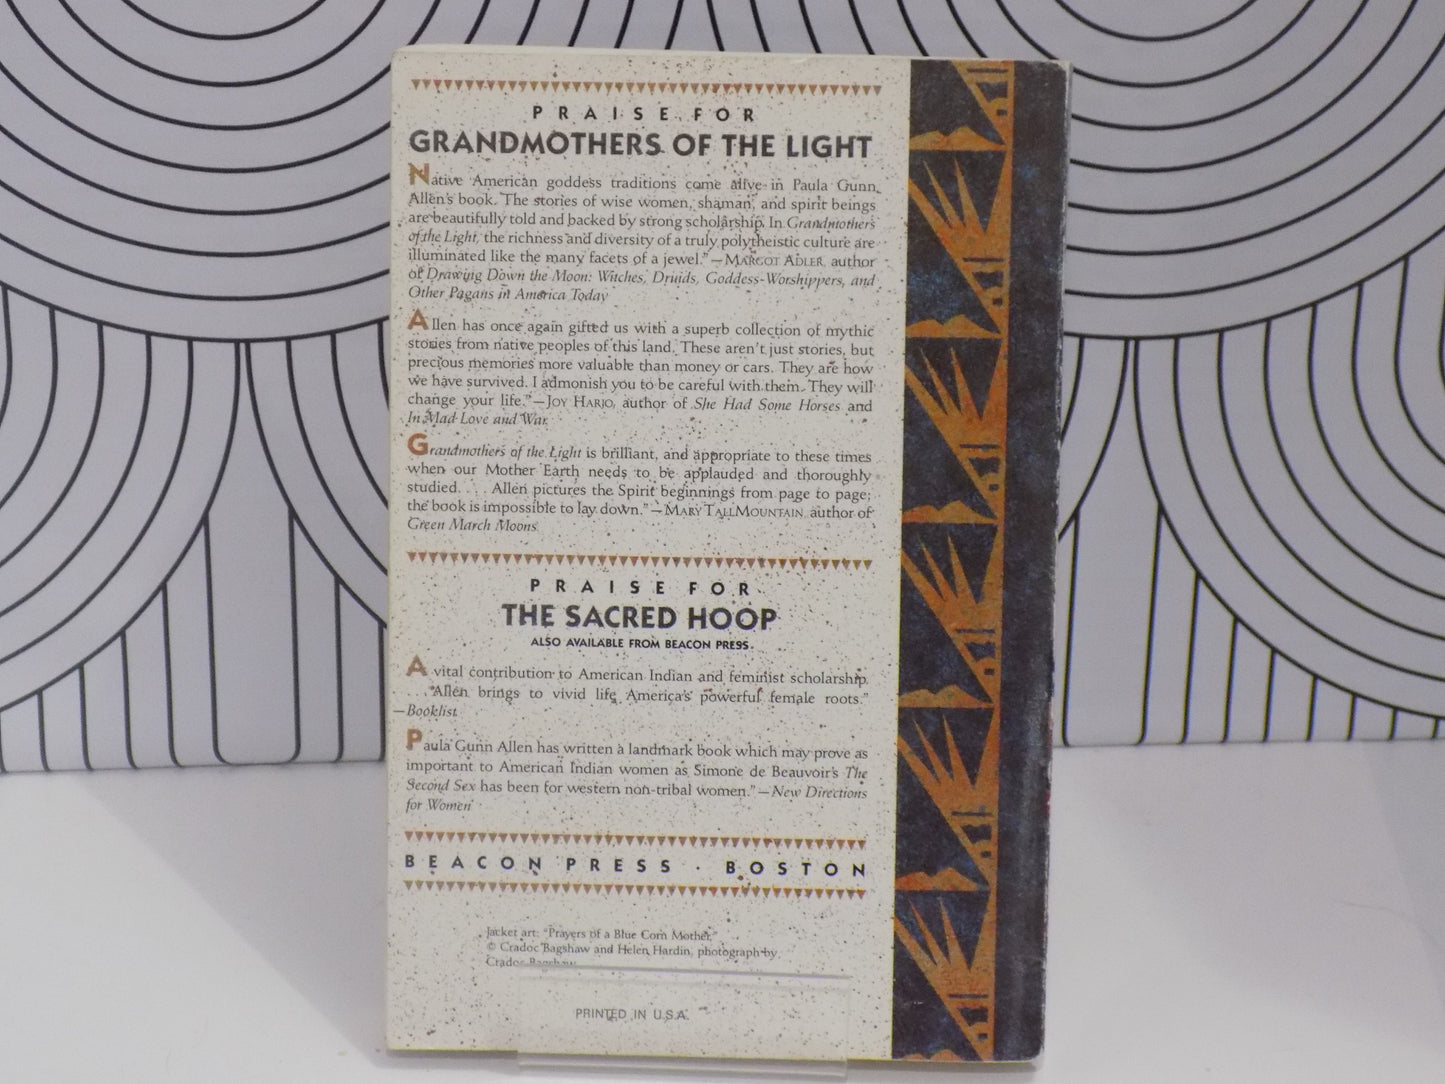 PRAISE FOR
GRANDMOTHERS OF THE LIGHT
Native American goddess traditions come alive in Paula Gunn
Allen's book. The stories of wise women, shaman, and spirit beings
are beautifully told and backed by strong scholarship. In Grandmothers
of the Light, the richness and diversity of a truly polytheistic culture are
illuminated like the many facets of a jewel."—MARGOT ADLER, author
of Drawing Down the Moon: Witches, Druids, Goddess-Worshippers, and
Other Pagans in America Today
Allen has once again gifted us with a superb collection of mythic
stories from native peoples of this land. These aren't just stories, but
precious memories more valuable than money or cars. They are how
we have survived. I admonish you to be careful with them. They will
change your life."—JOY HARJO, author of She Had Some Horses and
In Mad Love and War
Grandmothers of the Light is brilliant, and appropriate to these times
when our Mother Earth needs to be applauded and thoroughly
studied. . . . Allen pictures the Spirit beginnings from page to page;
the book is impossible to lay down."—MARY TALLMOUNTAIN, author of
Green March Moons
PRAISE FOR
THE SACRED HOOP
ALSO AVAILABLE FROM BEACON PRESS
A vital contribution to American Indian and feminist scholarship.
. . . "Allen brings to vivid life America's powerful female roots."
—Booklist
Paula Gunn Allen has written a landmark book which may prove as
important to American Indian women as Simone de Beauvoir's The
Second Sex has been for western non-tribal women."—New Directions
for Women
BEACON PRESS · BOSTON
Jacket art: "Prayers of a Blue Corn Mother,"
© Cradoc Bagshaw and Helen Hardin, photograph by
Cradoc Bagshaw
PRINTED IN U.S.A.